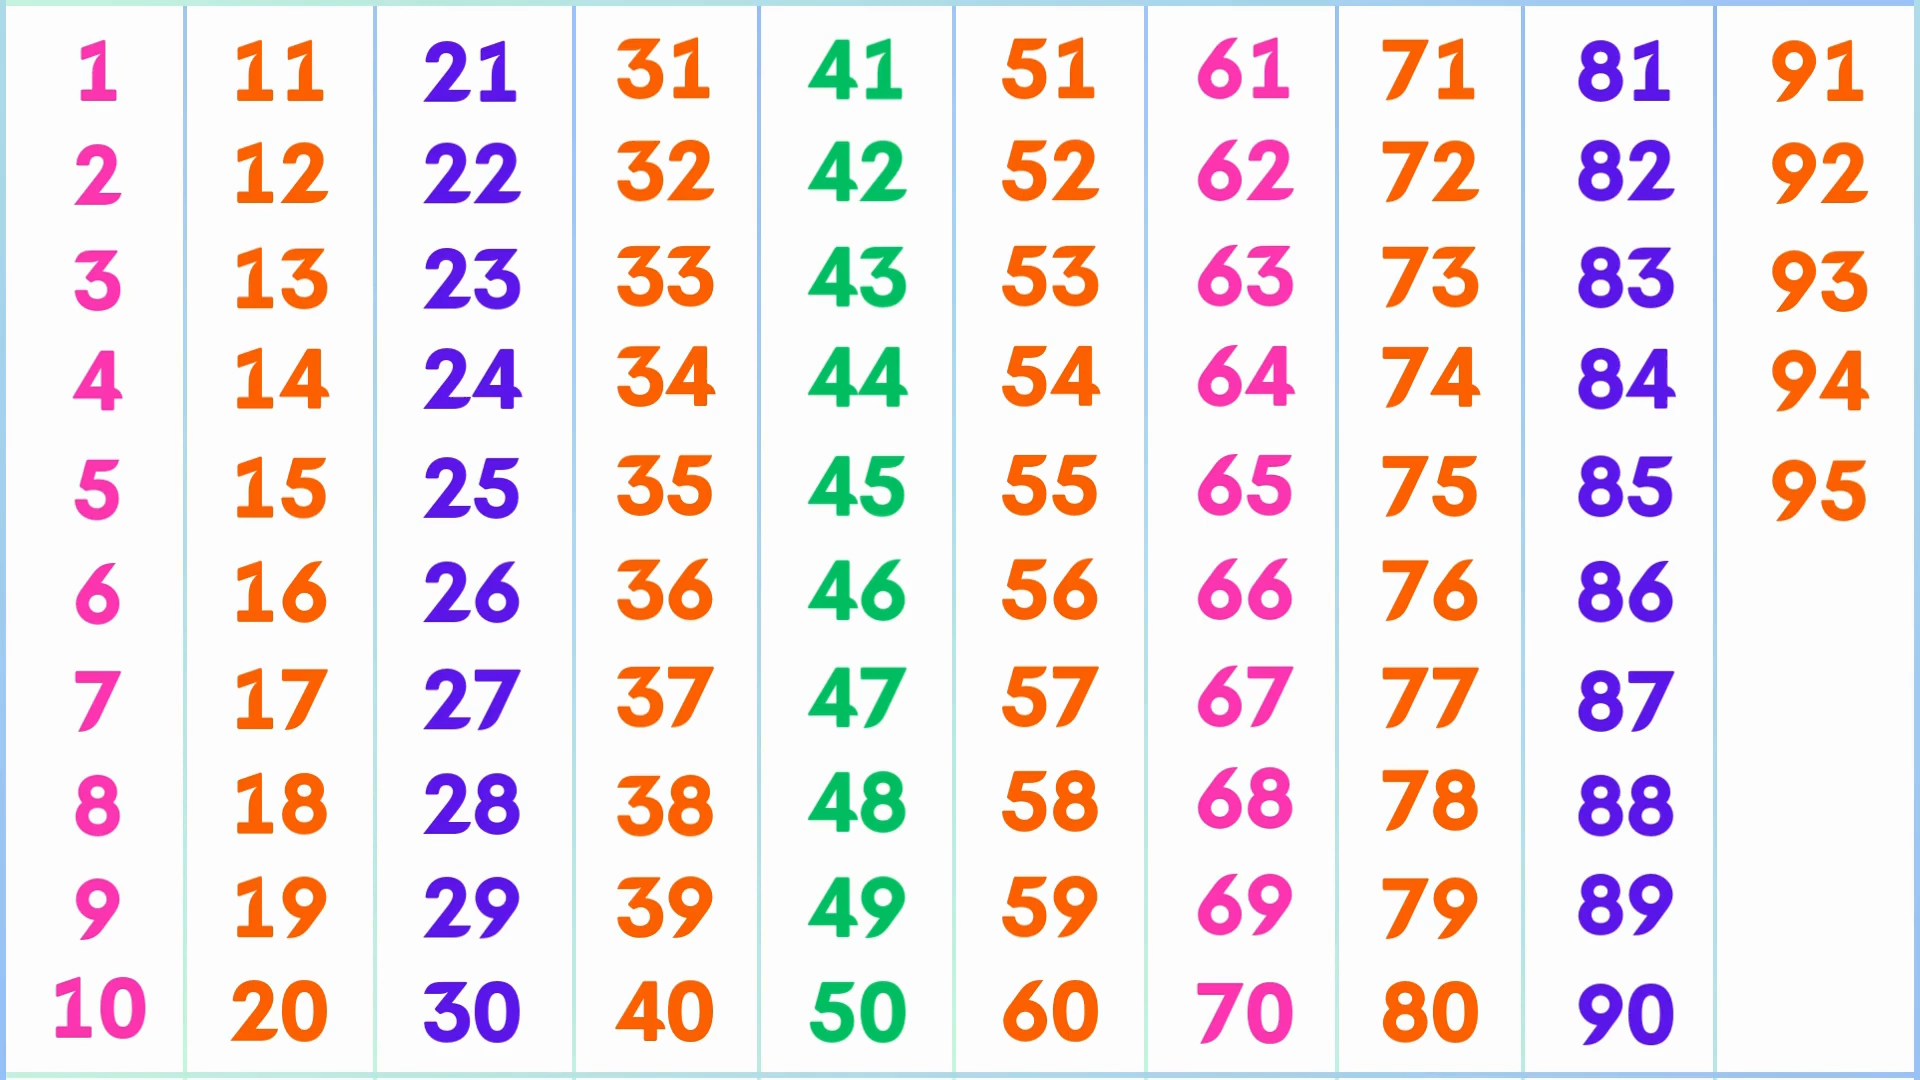 1 11 21 31 41 51 61 71 81 91
2 12 22 32 42 52 62 72 82 92
3 13 23 33 43 53 63 73 83 93
4 14 24 34 44 54 64 74 84 94
5 15 25 35 45 55 65 75 85 95
6 16 26 36 46 56 66 76 86
7 17 27 37 47 57 67 77 87
8 18 28 38 48 58 68 78 88
9 19 29 39 49 59 69 79 89
10 20 30 40 50 60 70 80 90